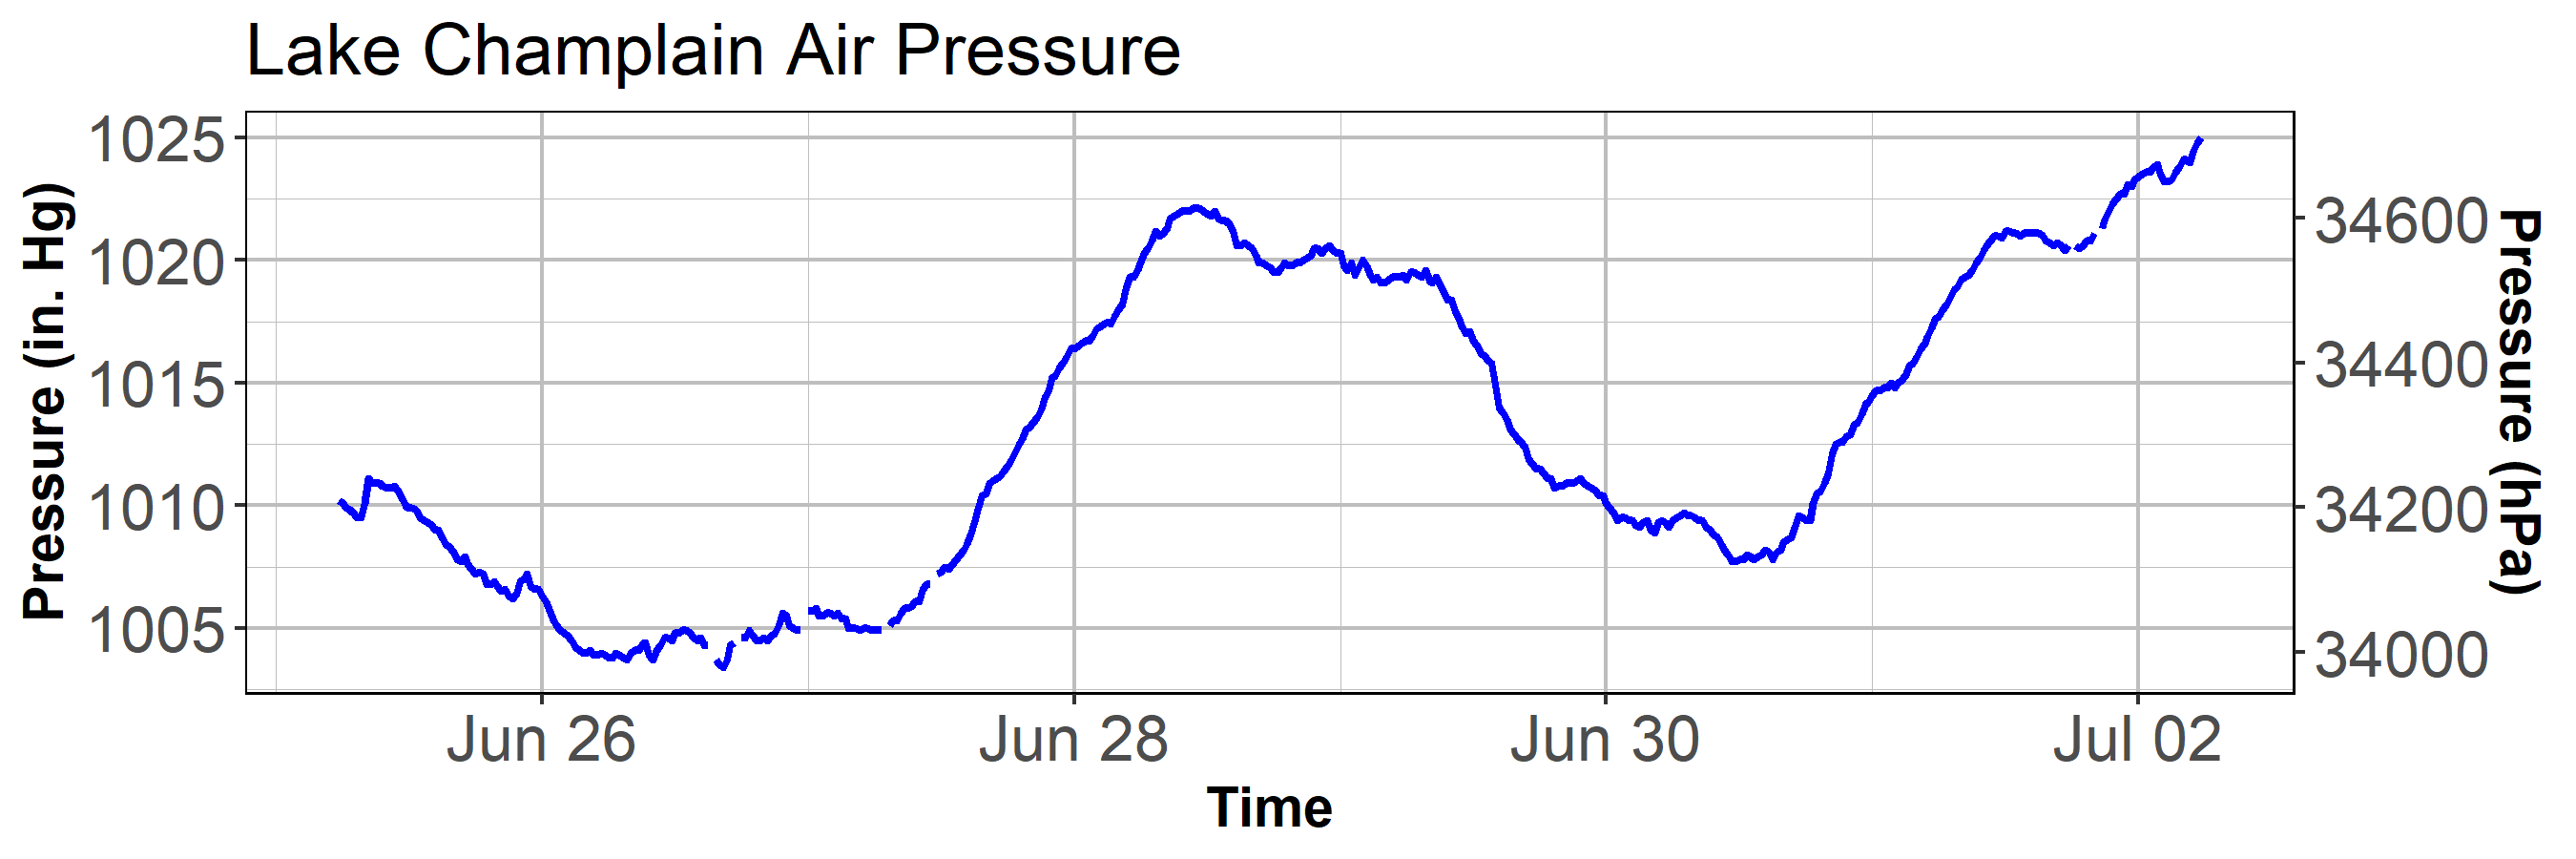 Lake Champlain Air Pressure
Pressure (in. Hg)
1025
1020
1015
1010
1005
34600
34400
34200
34000
Pressure (hPa)
Jun 26
Jun 28
Jun 30
Jul 02
Time